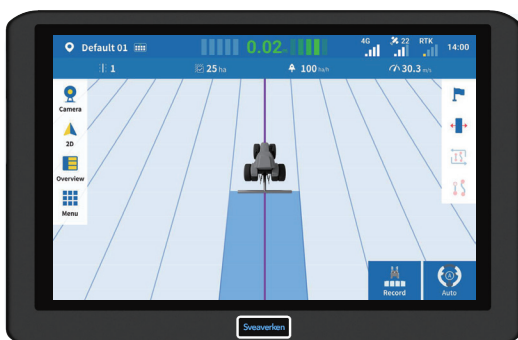 Default 01
0.02
4G
22
RTK
14:00
1
25 ha
100
30.3 m/s
Camera
2D
Overview
Menu
Record
Auto
Sveaverken